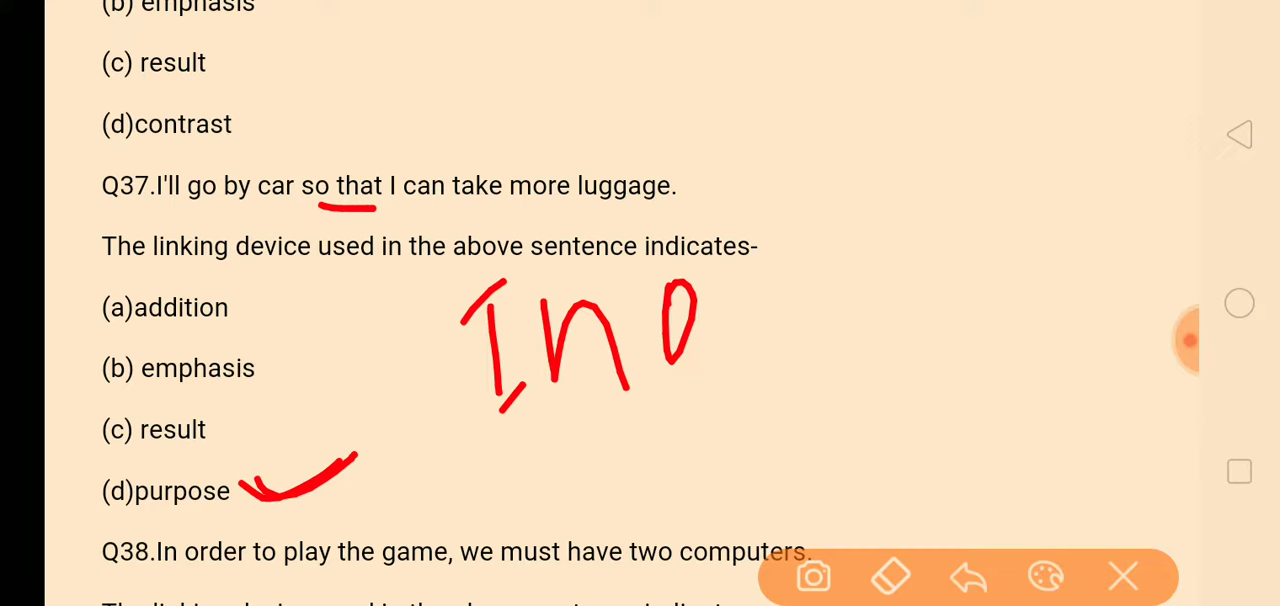 (b) emphasis
(c) result
(d)contrast
Q37.I'll go by car so that I can take more luggage.
The linking device used in the above sentence indicates-
(a)addition
In0
(b) emphasis
(c) result
(d)purpose
Q38.In order to play the game, we must have two computers.